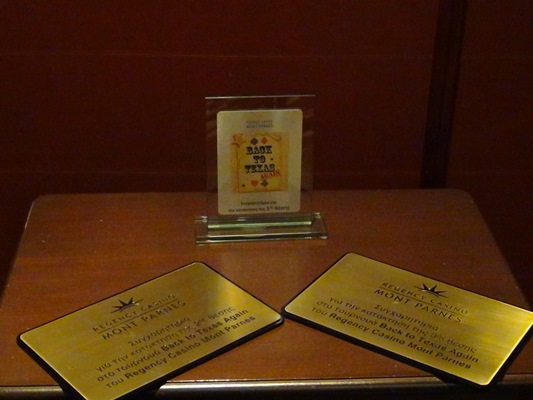 BACK
TO
TEXAS
AGAIN
REGENCY CASINO
MONT PARNES
Συγχαρητήρια
για την κατάκτηση της θέσης
στο τουρνουά Back to Texas Again
του Regency Casino Mont Parnes
REGENCY CASINO
MONT PARNES
Συγχαρητήρια
για την κατάκτηση της θέσης
στο τουρνουά Back to Texas Again
του Regency Casino Mont Parnes